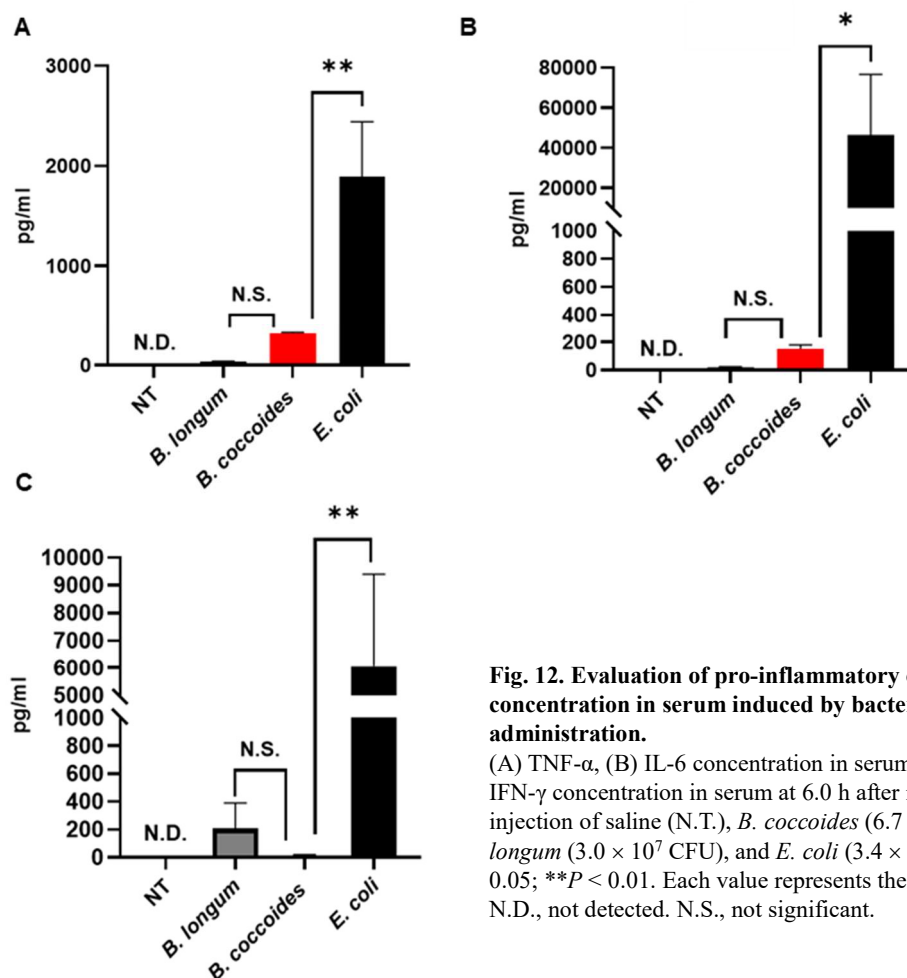 A
3000
2000
1000
0
pg/ml
N.D.
N.S.
**
NT
B. longum
B. coccoides
E. coli
B
80000
60000
40000
20000
1000
800
600
400
200
0
pg/ml
N.D.
N.S.
*
NT
B. longum
B. coccoides
E. coli
C
10000
9000
8000
7000
6000
5000
1000
800
600
400
200
0
pg/ml
N.D.
N.S.
**
NT
B. longum
B. coccoides
E. coli
Fig. 12. Evaluation of pro-inflammatory
concentration in serum induced by
administration.
(A) TNF-α, (B) IL-6 concentration in serum
IFN-γ concentration in serum at 6.0 h after
injection of saline (N.T.), B. coccoides (6.7
longum (3.0 × 10⁷ CFU), and E. coli (3.4 ×
0.05; **P < 0.01. Each value represents the
N.D., not detected. N.S., not significant.